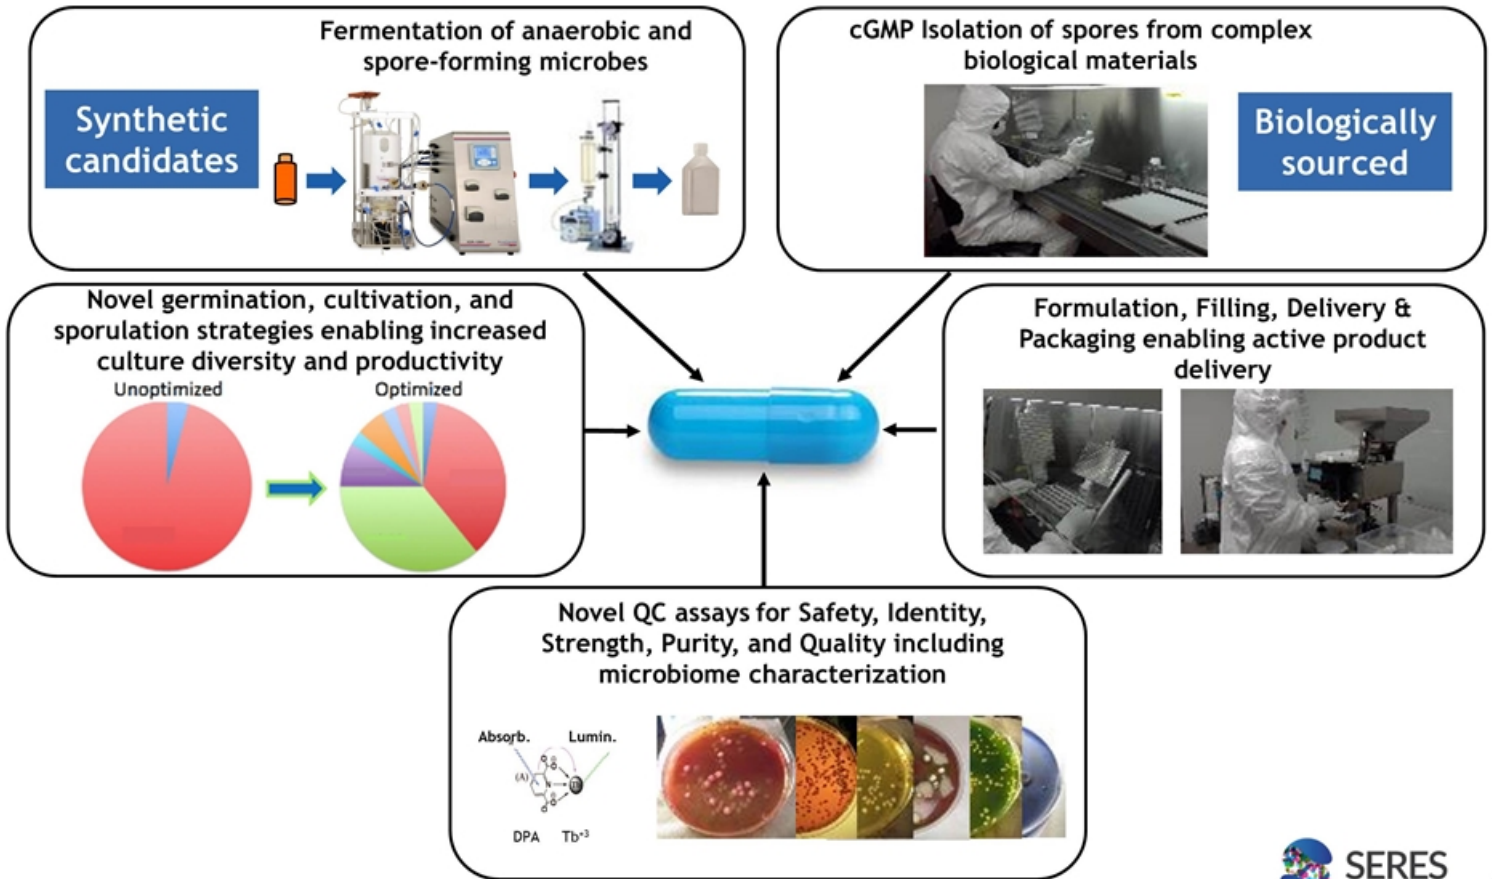 Fermentation of anaerobic and
spore-forming microbes
Synthetic
candidates
cGMP Isolation of spores from complex
biological materials
Biologically
sourced
Novel germination, cultivation, and
sporulation strategies enabling increased
culture diversity and productivity
Unoptimized
Optimized
Formulation, Filling, Delivery &
Packaging enabling active product
delivery
Novel QC assays for Safety, Identity,
Strength, Purity, and Quality including
microbiome characterization
Absorb.
Lumin.
(A)
DPA
Tb+3
SERES